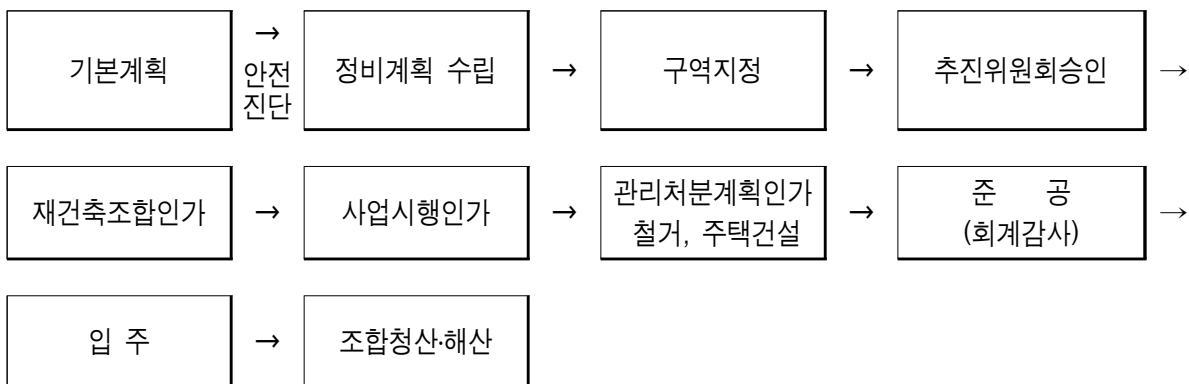 기본계획 → 안전 진단 정비계획 수립 → 구역지정 → 추진위원회승인 →
재건축조합인가 → 사업시행인가 → 관리처분계획인가 철거, 주택건설 → 준 공 (회계감사) →
입 주 → 조합청산·해산